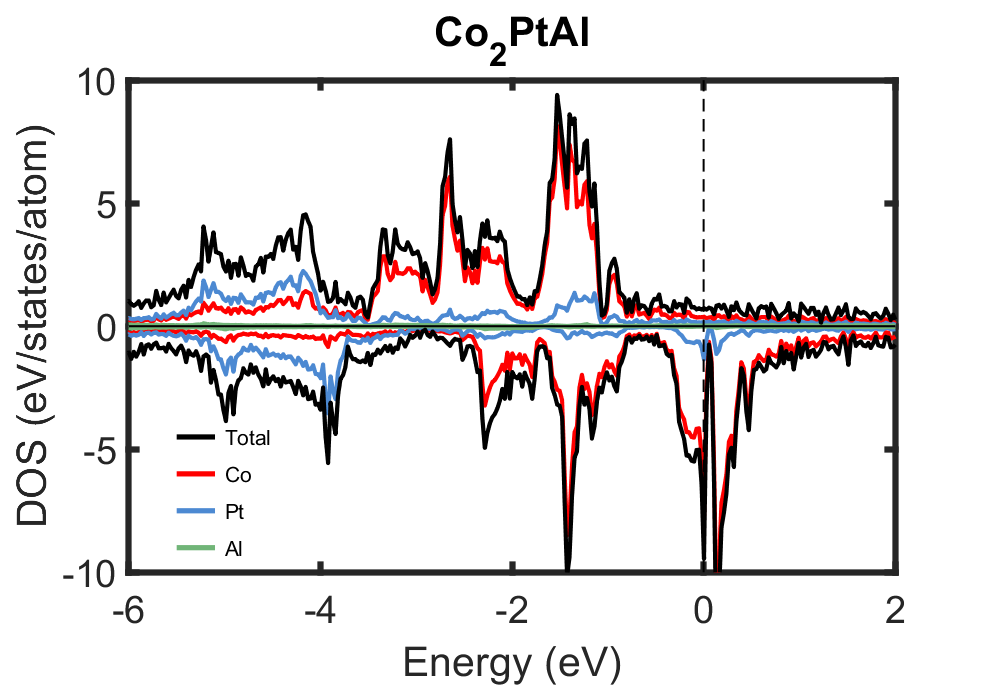 Co₂PtAl
DOS (eV/states/atom)
10
5
0
-5
-10
Total
Co
Pt
Al
-6 -4 -2 0 2
Energy (eV)